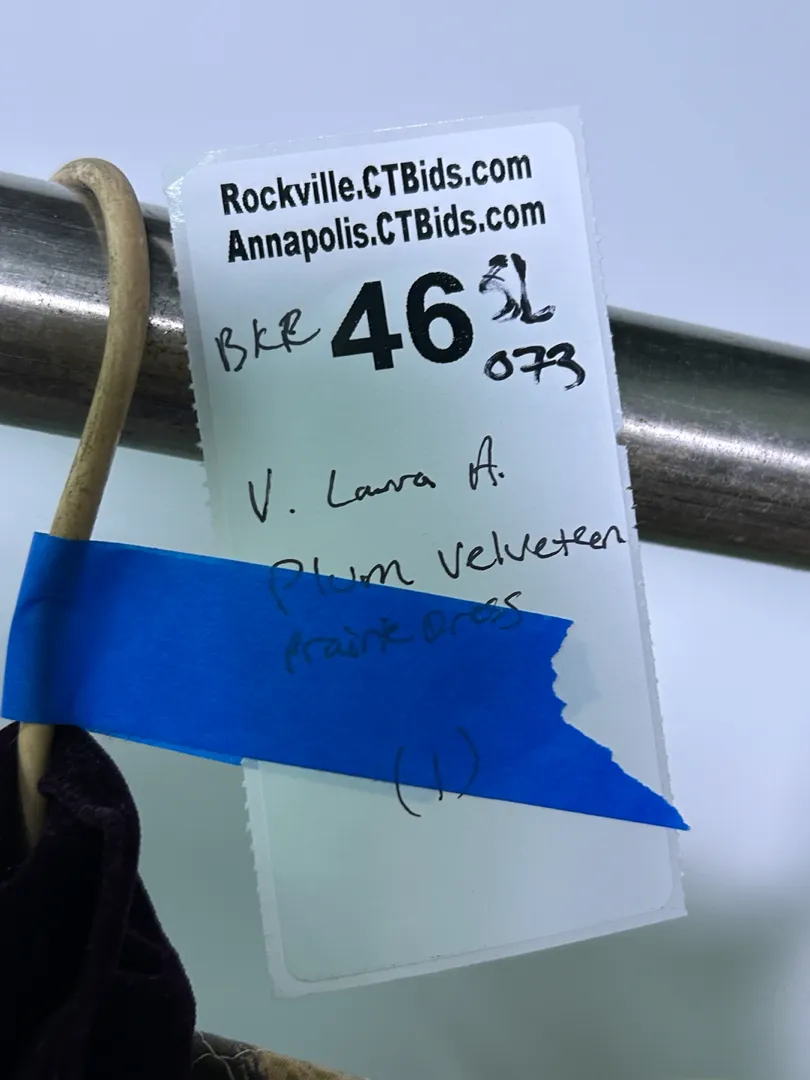 Rockville.CTBids.com
Annapolis.CTBids.com
BKR 46 SL
073
V. Laura A.
Plum Velveteen
Prairie Dress
(1)